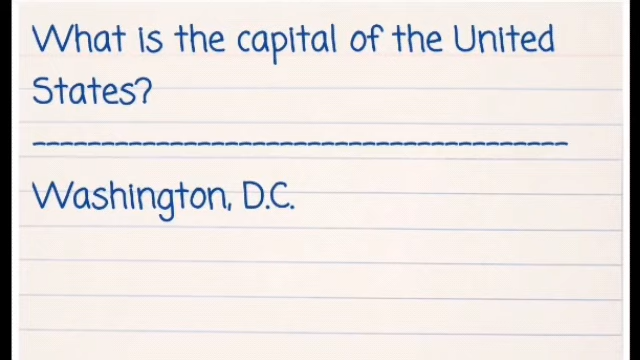 What is the capital of the United
States?
---------------------------------------
Washington, D.C.